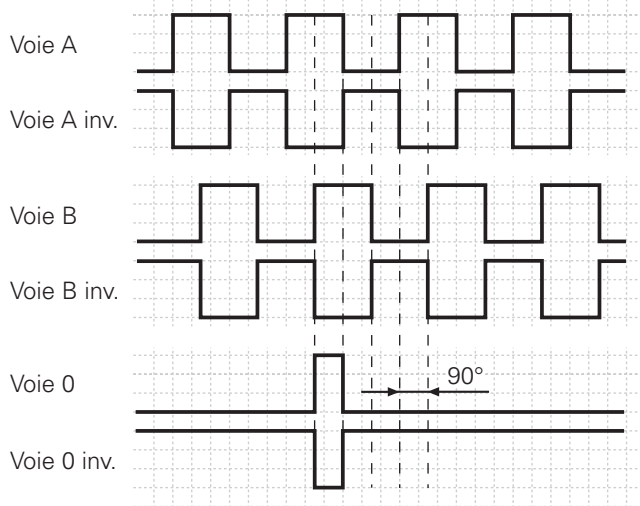 Voie A
Voie A inv.
Voie B
Voie B inv.
Voie 0
90°
Voie 0 inv.